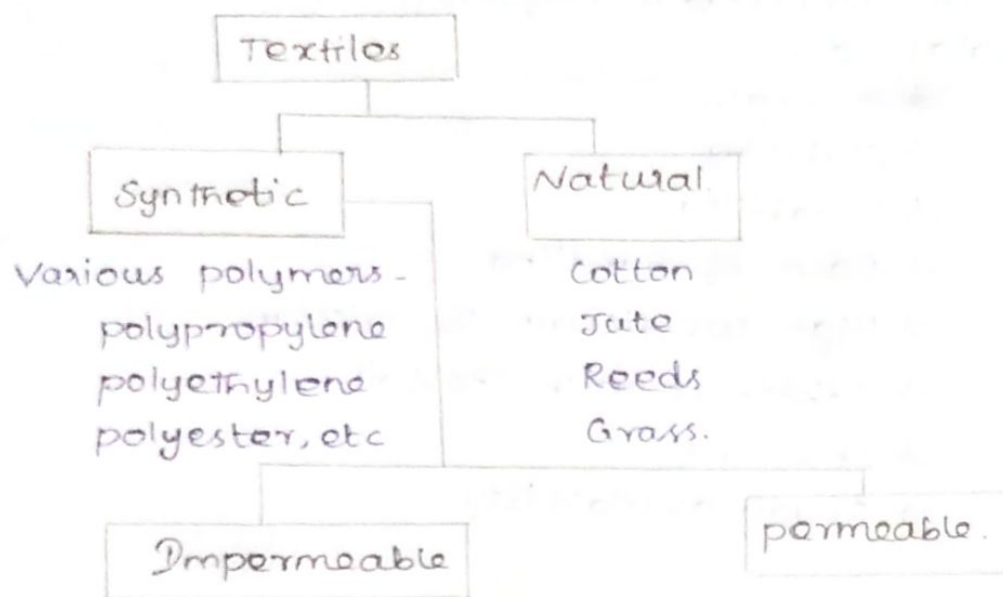 Textiles
Synthetic
Natural.
Various polymers -
polypropylene
polyethylene
polyester, etc
Cotton
Jute
Reeds
Grass.
Impermeable
permeable.